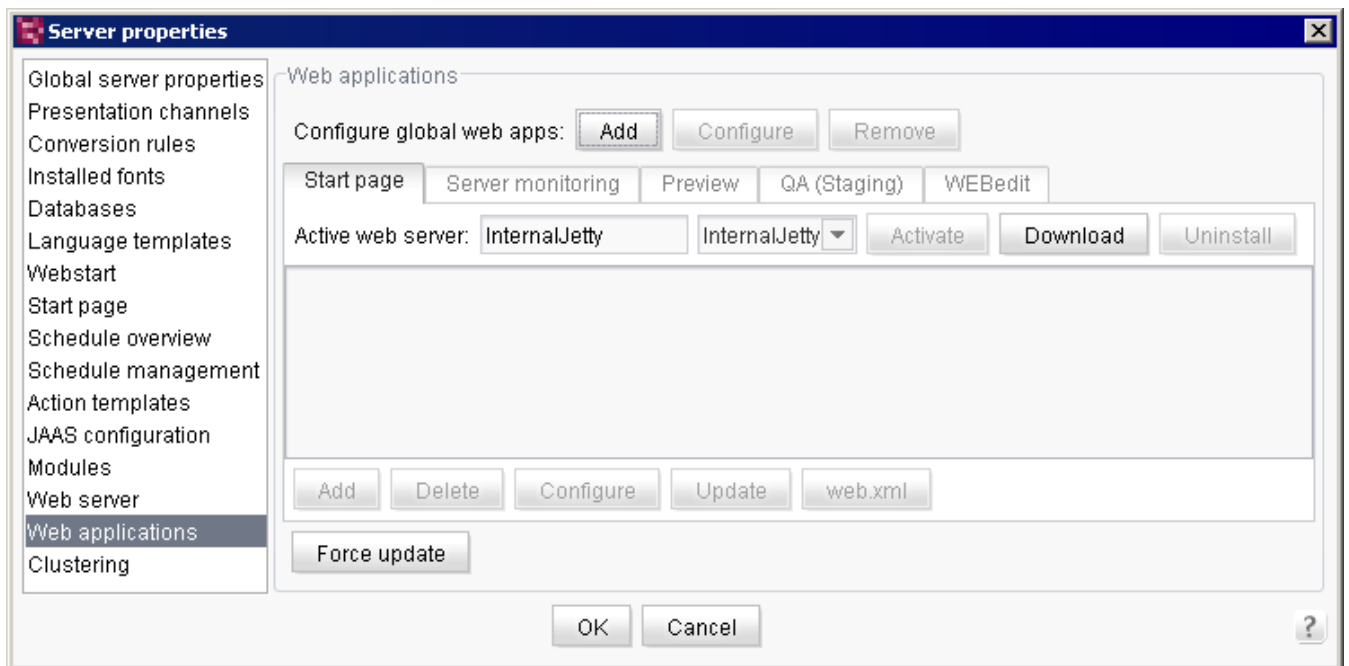 Server properties
Global server properties
Presentation channels
Conversion rules
Installed fonts
Databases
Language templates
Webstart
Start page
Schedule overview
Schedule management
Action templates
JAAS configuration
Modules
Web server
Web applications
Clustering
Web applications
Configure global web apps: Add Configure Remove
Start page Server monitoring Preview QA (Staging) WEBedit
Active web server: InternalJetty InternalJetty Activate Download Uninstall
Add Delete Configure Update web.xml
Force update
OK Cancel ?